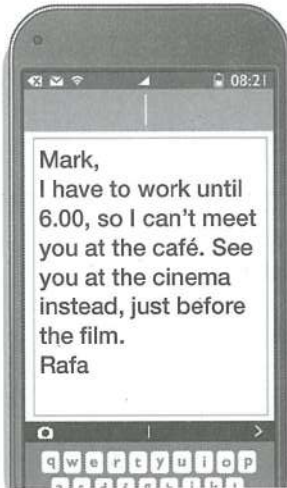 08:21
Mark,
I have to work until
6.00, so I can't meet
you at the café. See
you at the cinema
instead, just before
the film.
Rafa
q w e r t y u i o p